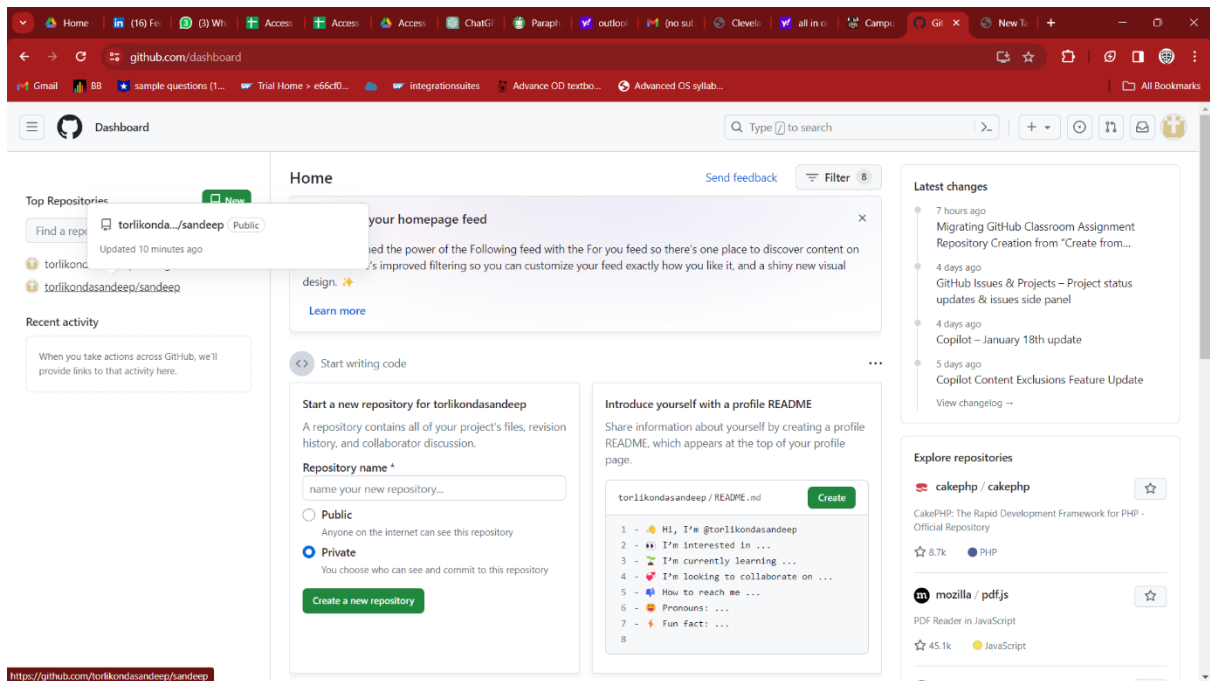 Home
in (16) Fe
(3) Wh
Access
Access
Access
ChatG
Paraph
outlool
(no sub
Clevela
all in o
Campu
Git
New Ta
github.com/dashboard
Gmail
BB
sample questions (1...
Trial Home > e66cf0...
integrationsuites
Advance OD textbo...
Advanced OS syllab...
All Bookmarks
Dashboard
Type / to search
Top Repositories
New
Find a repo
torlikonda.../sandeep Public
Updated 10 minutes ago
torlikond
torlikondasandeep/sandeep
Recent activity
When you take actions across GitHub, we'll
provide links to that activity here.
Home
Send feedback
Filter 8
your homepage feed
ed the power of the Following feed with the For you feed so there's one place to discover content on
's improved filtering so you can customize your feed exactly how you like it, and a shiny new visual
design. ✨
Learn more
Start writing code
Start a new repository for torlikondasandeep
A repository contains all of your project's files, revision
history, and collaborator discussion.
Repository name *
name your new repository...
Public
Anyone on the internet can see this repository
Private
You choose who can see and commit to this repository
Create a new repository
Introduce yourself with a profile README
Share information about yourself by creating a profile
README, which appears at the top of your profile
page.
torlikondasandeep / README.md
Create
1 - 👋 Hi, I'm @torlikondasandeep
2 - 👀 I'm interested in ...
3 - 🌱 I'm currently learning ...
4 - 💞️ I'm looking to collaborate on ...
5 - 📫 How to reach me ...
6 - 😄 Pronouns: ...
7 - ⚡ Fun fact: ...
8
Latest changes
7 hours ago
Migrating GitHub Classroom Assignment
Repository Creation from "Create from...
4 days ago
GitHub Issues & Projects – Project status
updates & issues side panel
4 days ago
Copilot – January 18th update
5 days ago
Copilot Content Exclusions Feature Update
View changelog →
Explore repositories
cakephp / cakephp
CakePHP: The Rapid Development Framework for PHP -
Official Repository
8.7k
PHP
m mozilla / pdf.js
PDF Reader in JavaScript
45.1k
JavaScript
https://github.com/torlikondasandeep/sandeep